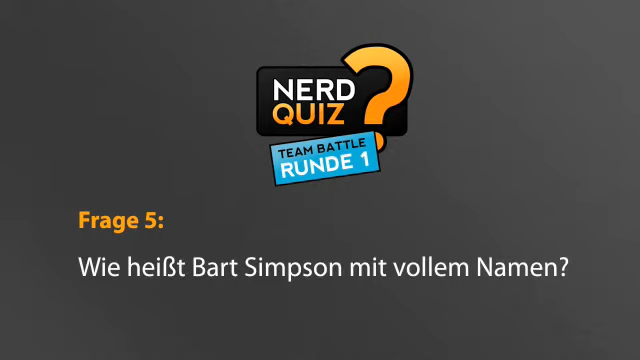 NERD
QUIZ
TEAM BATTLE
RUNDE 1
Frage 5:
Wie heißt Bart Simpson mit vollem Namen?